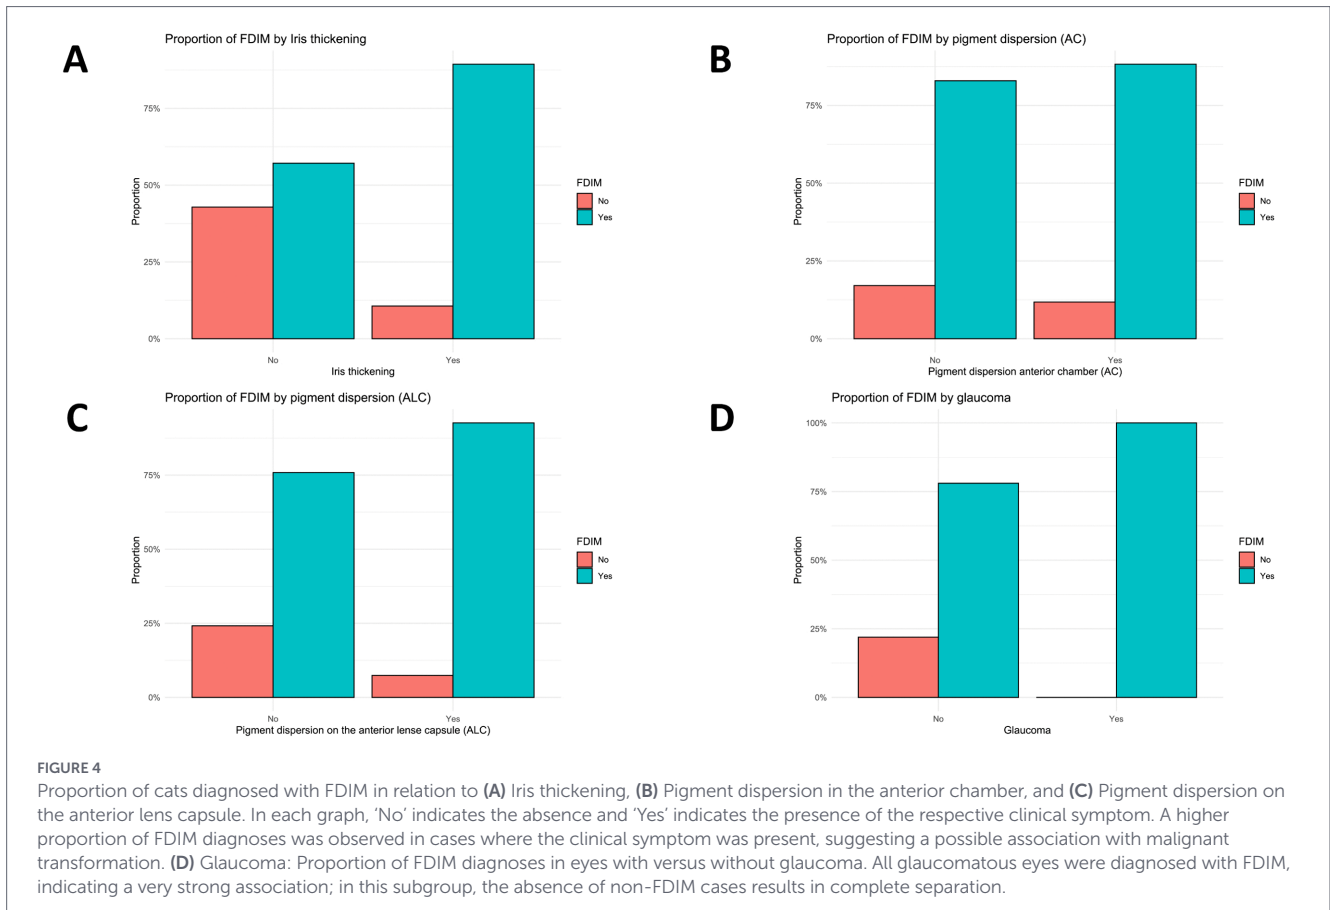 A
Proportion of FDIM by Iris thickening
75%
50%
25%
0%
Proportion
No
Yes
Iris thickening
FDIM
No
Yes
B
Proportion of FDIM by pigment dispersion (AC)
75%
50%
25%
0%
Proportion
No
Yes
Pigment dispersion anterior chamber (AC)
FDIM
No
Yes
C
Proportion of FDIM by pigment dispersion (ALC)
75%
50%
25%
0%
Proportion
No
Yes
Pigment dispersion on the anterior lense capsule (ALC)
FDIM
No
Yes
D
Proportion of FDIM by glaucoma
100%
75%
50%
25%
0%
Proportion
No
Yes
Glaucoma
FDIM
No
Yes
FIGURE 4
Proportion of cats diagnosed with FDIM in relation to (A) Iris thickening, (B) Pigment dispersion in the anterior chamber, and (C) Pigment dispersion on
the anterior lens capsule. In each graph, ‘No’ indicates the absence and ‘Yes’ indicates the presence of the respective clinical symptom. A higher
proportion of FDIM diagnoses was observed in cases where the clinical symptom was present, suggesting a possible association with malignant
transformation. (D) Glaucoma: Proportion of FDIM diagnoses in eyes with versus without glaucoma. All glaucomatous eyes were diagnosed with FDIM,
indicating a very strong association; in this subgroup, the absence of non-FDIM cases results in complete separation.